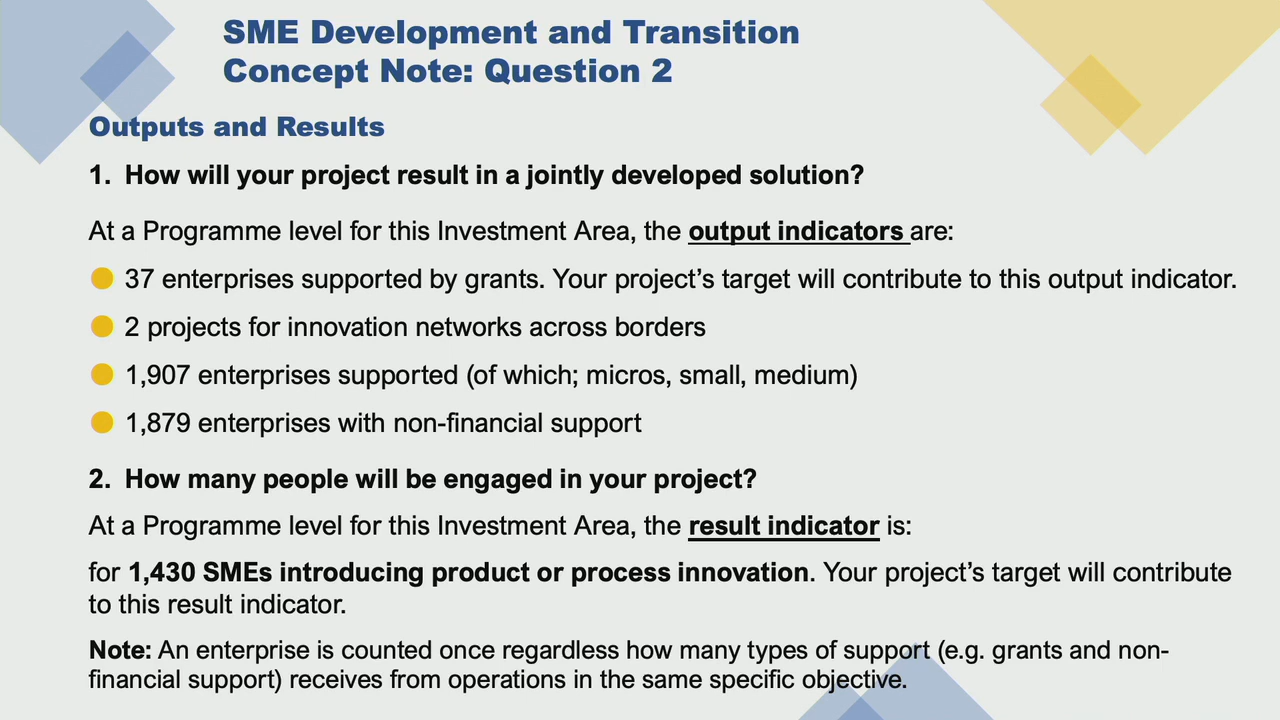 SME Development and Transition
Concept Note: Question 2
Outputs and Results
1. How will your project result in a jointly developed solution?
At a Programme level for this Investment Area, the output indicators are:
37 enterprises supported by grants. Your project’s target will contribute to this output indicator.
2 projects for innovation networks across borders
1,907 enterprises supported (of which; micros, small, medium)
1,879 enterprises with non-financial support
2. How many people will be engaged in your project?
At a Programme level for this Investment Area, the result indicator is:
for 1,430 SMEs introducing product or process innovation. Your project’s target will contribute
to this result indicator.
Note: An enterprise is counted once regardless how many types of support (e.g. grants and non-
financial support) receives from operations in the same specific objective.